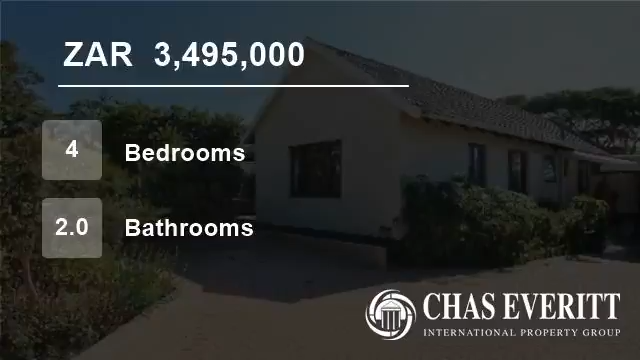 ZAR 3,495,000
4 Bedrooms
2.0 Bathrooms
CHAS EVERITT
INTERNATIONAL PROPERTY GROUP